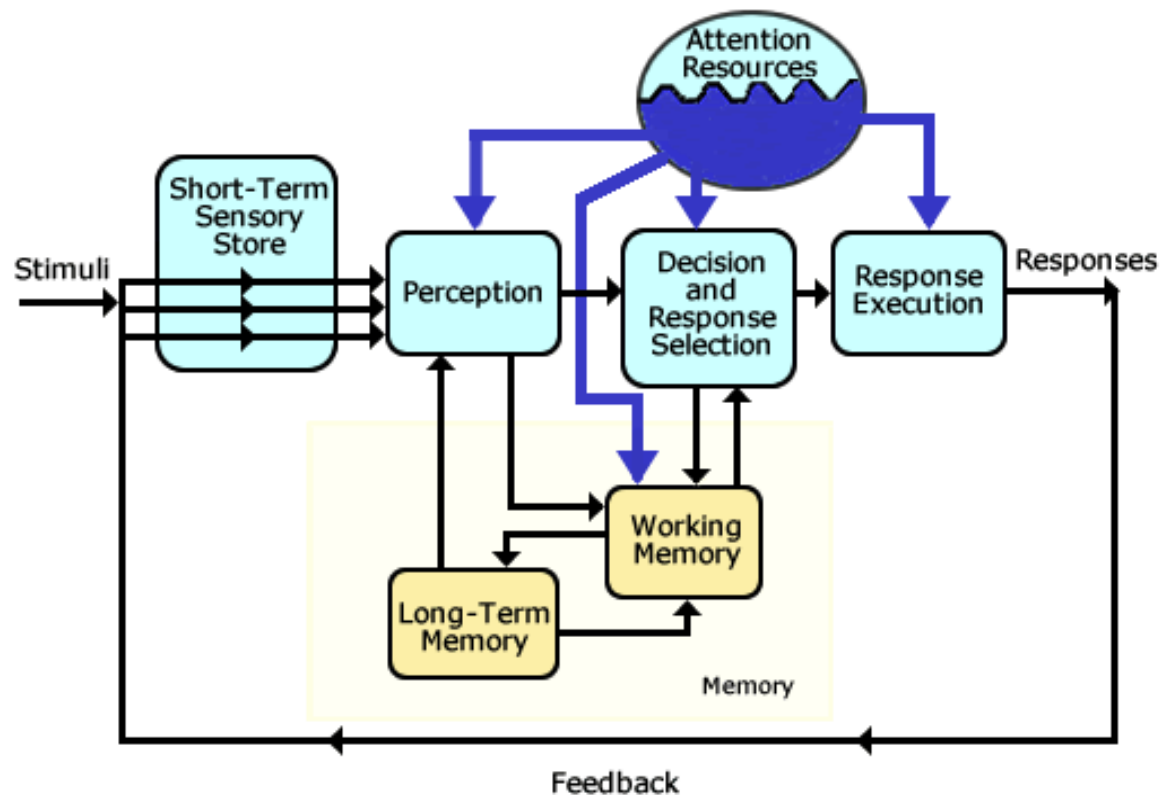 Attention
Resources
Short-Term
Sensory
Store
Stimuli
Perception
Decision
and
Response
Selection
Response
Execution
Responses
Working
Memory
Long-Term
Memory
Memory
Feedback